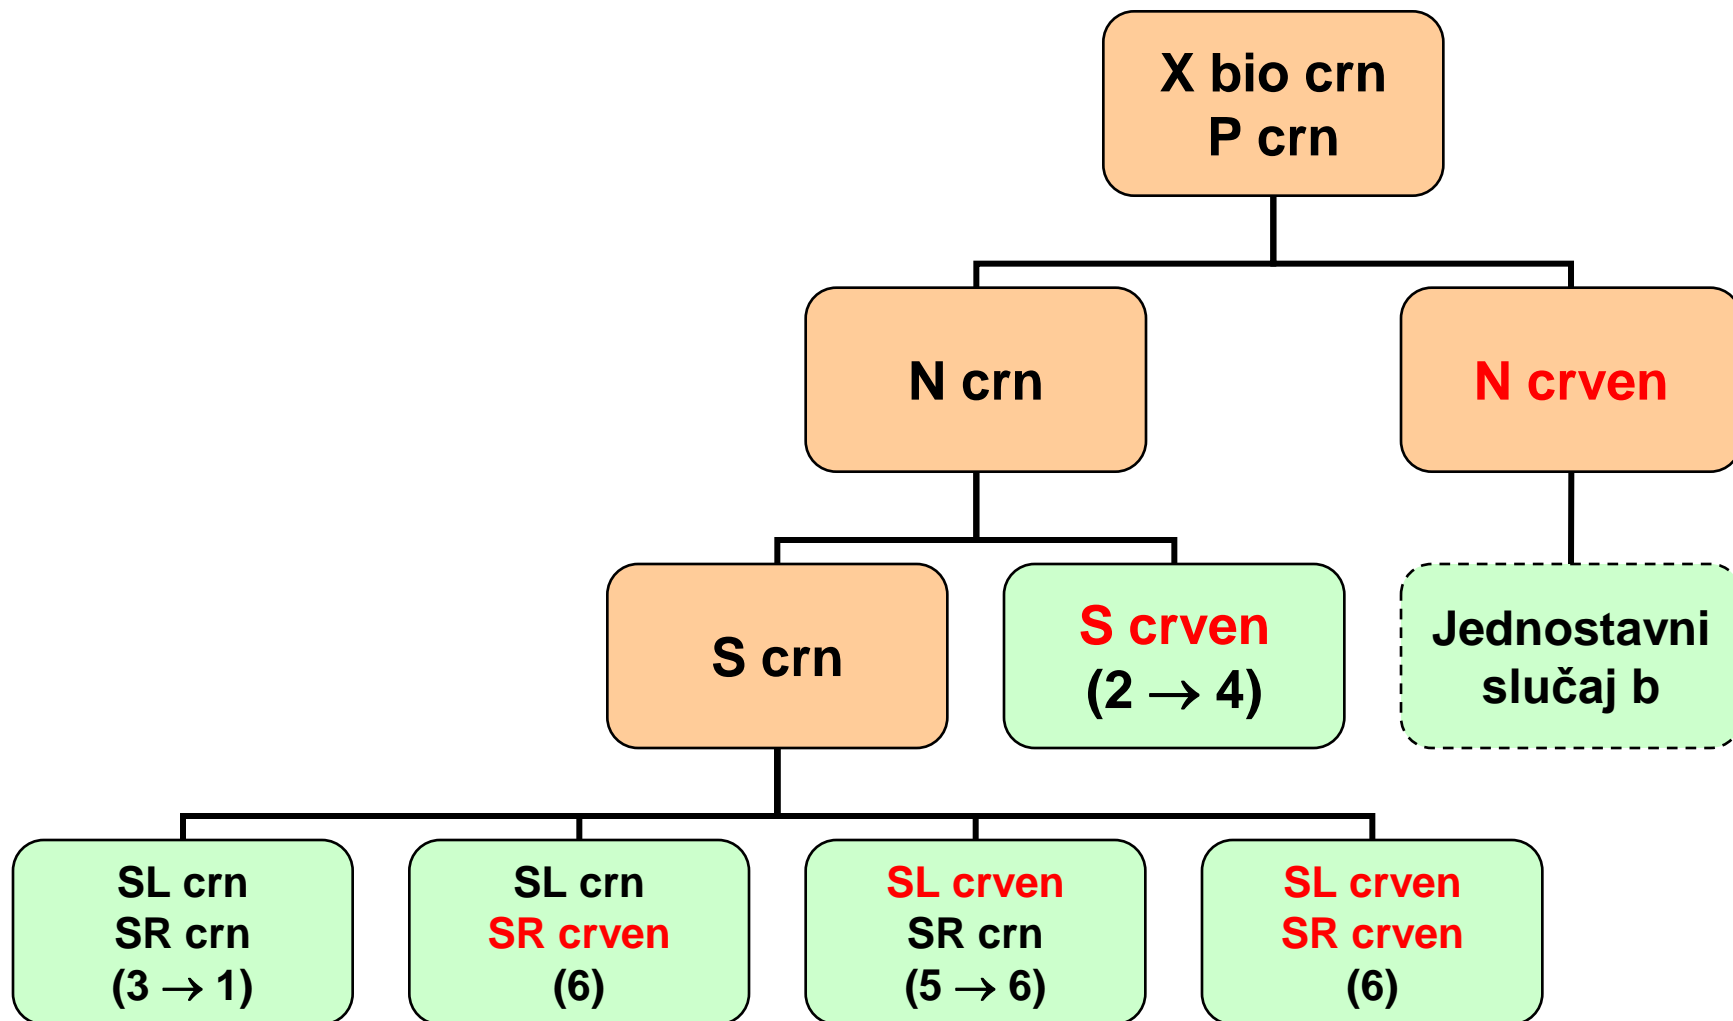 X bio crn
P crn
N crn
N crven
S crn
S crven
(2 → 4)
Jednostavni
slučaj b
SL crn
SR crn
(3 → 1)
SL crn
SR crven
(6)
SL crven
SR crn
(5 → 6)
SL crven
SR crven
(6)